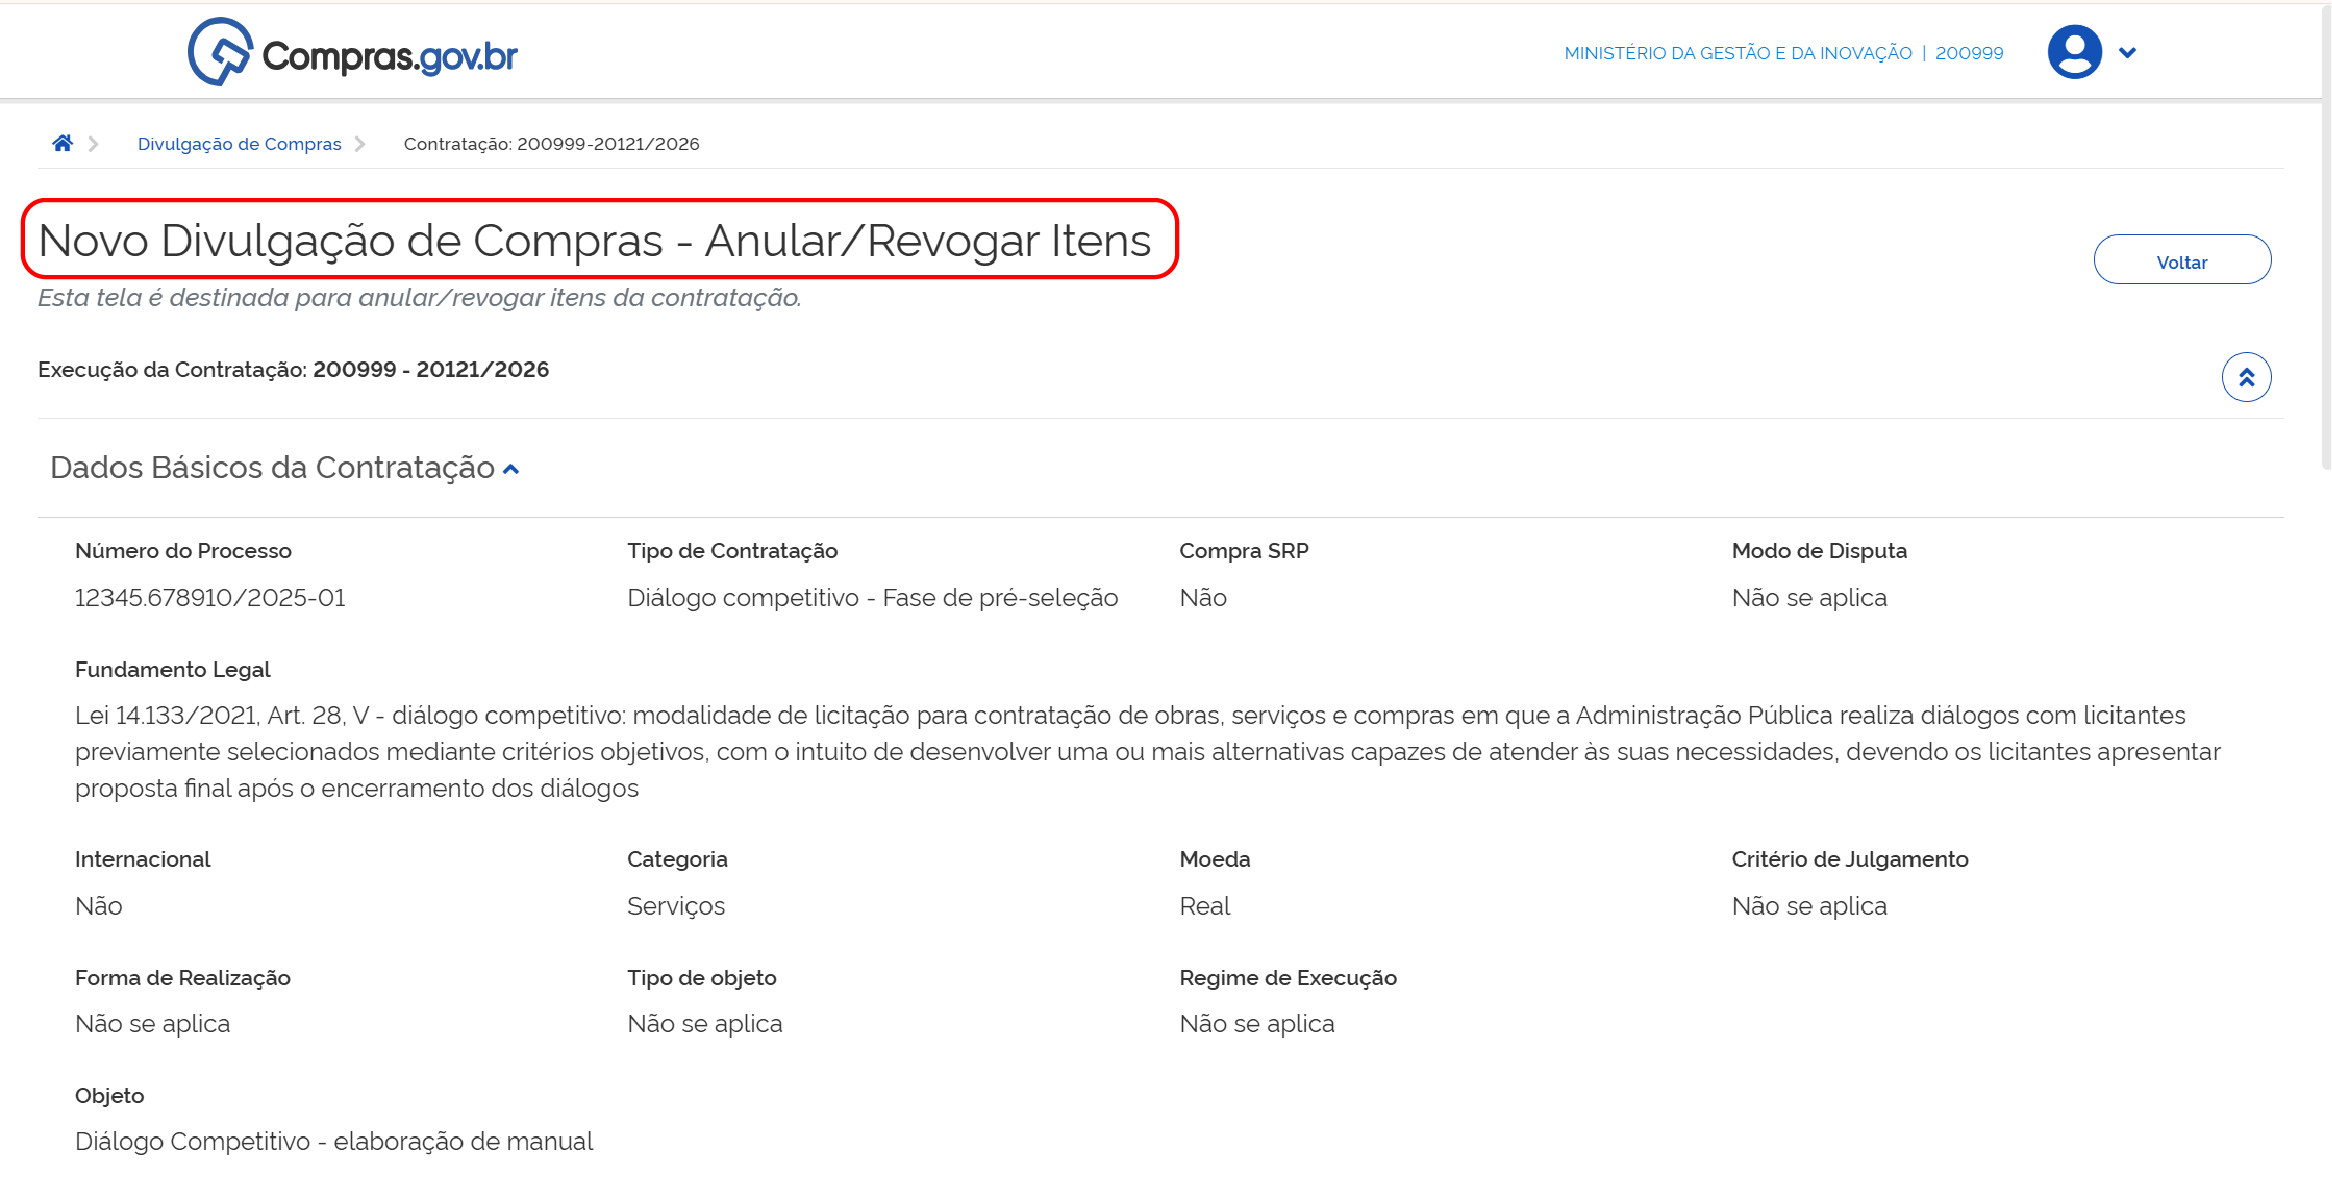 Compras.gov.br
MINISTÉRIO DA GESTÃO E DA INOVAÇÃO | 200999
Divulgação de Compras
Contratação: 200999-20121/2026
Novo Divulgação de Compras - Anular/Revogar Itens
Voltar
Esta tela é destinada para anular/revogar itens da contratação.
Execução da Contratação: 200999 - 20121/2026
Dados Básicos da Contratação
Número do Processo
12345.678910/2025-01
Tipo de Contratação
Diálogo competitivo - Fase de pré-seleção
Compra SRP
Não
Modo de Disputa
Não se aplica
Fundamento Legal
Lei 14.133/2021, Art. 28, V - diálogo competitivo: modalidade de licitação para contratação de obras, serviços e compras em que a Administração Pública realiza diálogos com licitantes
previamente selecionados mediante critérios objetivos, com o intuito de desenvolver uma ou mais alternativas capazes de atender às suas necessidades, devendo os licitantes apresentar
proposta final após o encerramento dos diálogos
Internacional
Não
Categoria
Serviços
Moeda
Real
Critério de Julgamento
Não se aplica
Forma de Realização
Não se aplica
Tipo de objeto
Não se aplica
Regime de Execução
Não se aplica
Objeto
Diálogo Competitivo - elaboração de manual